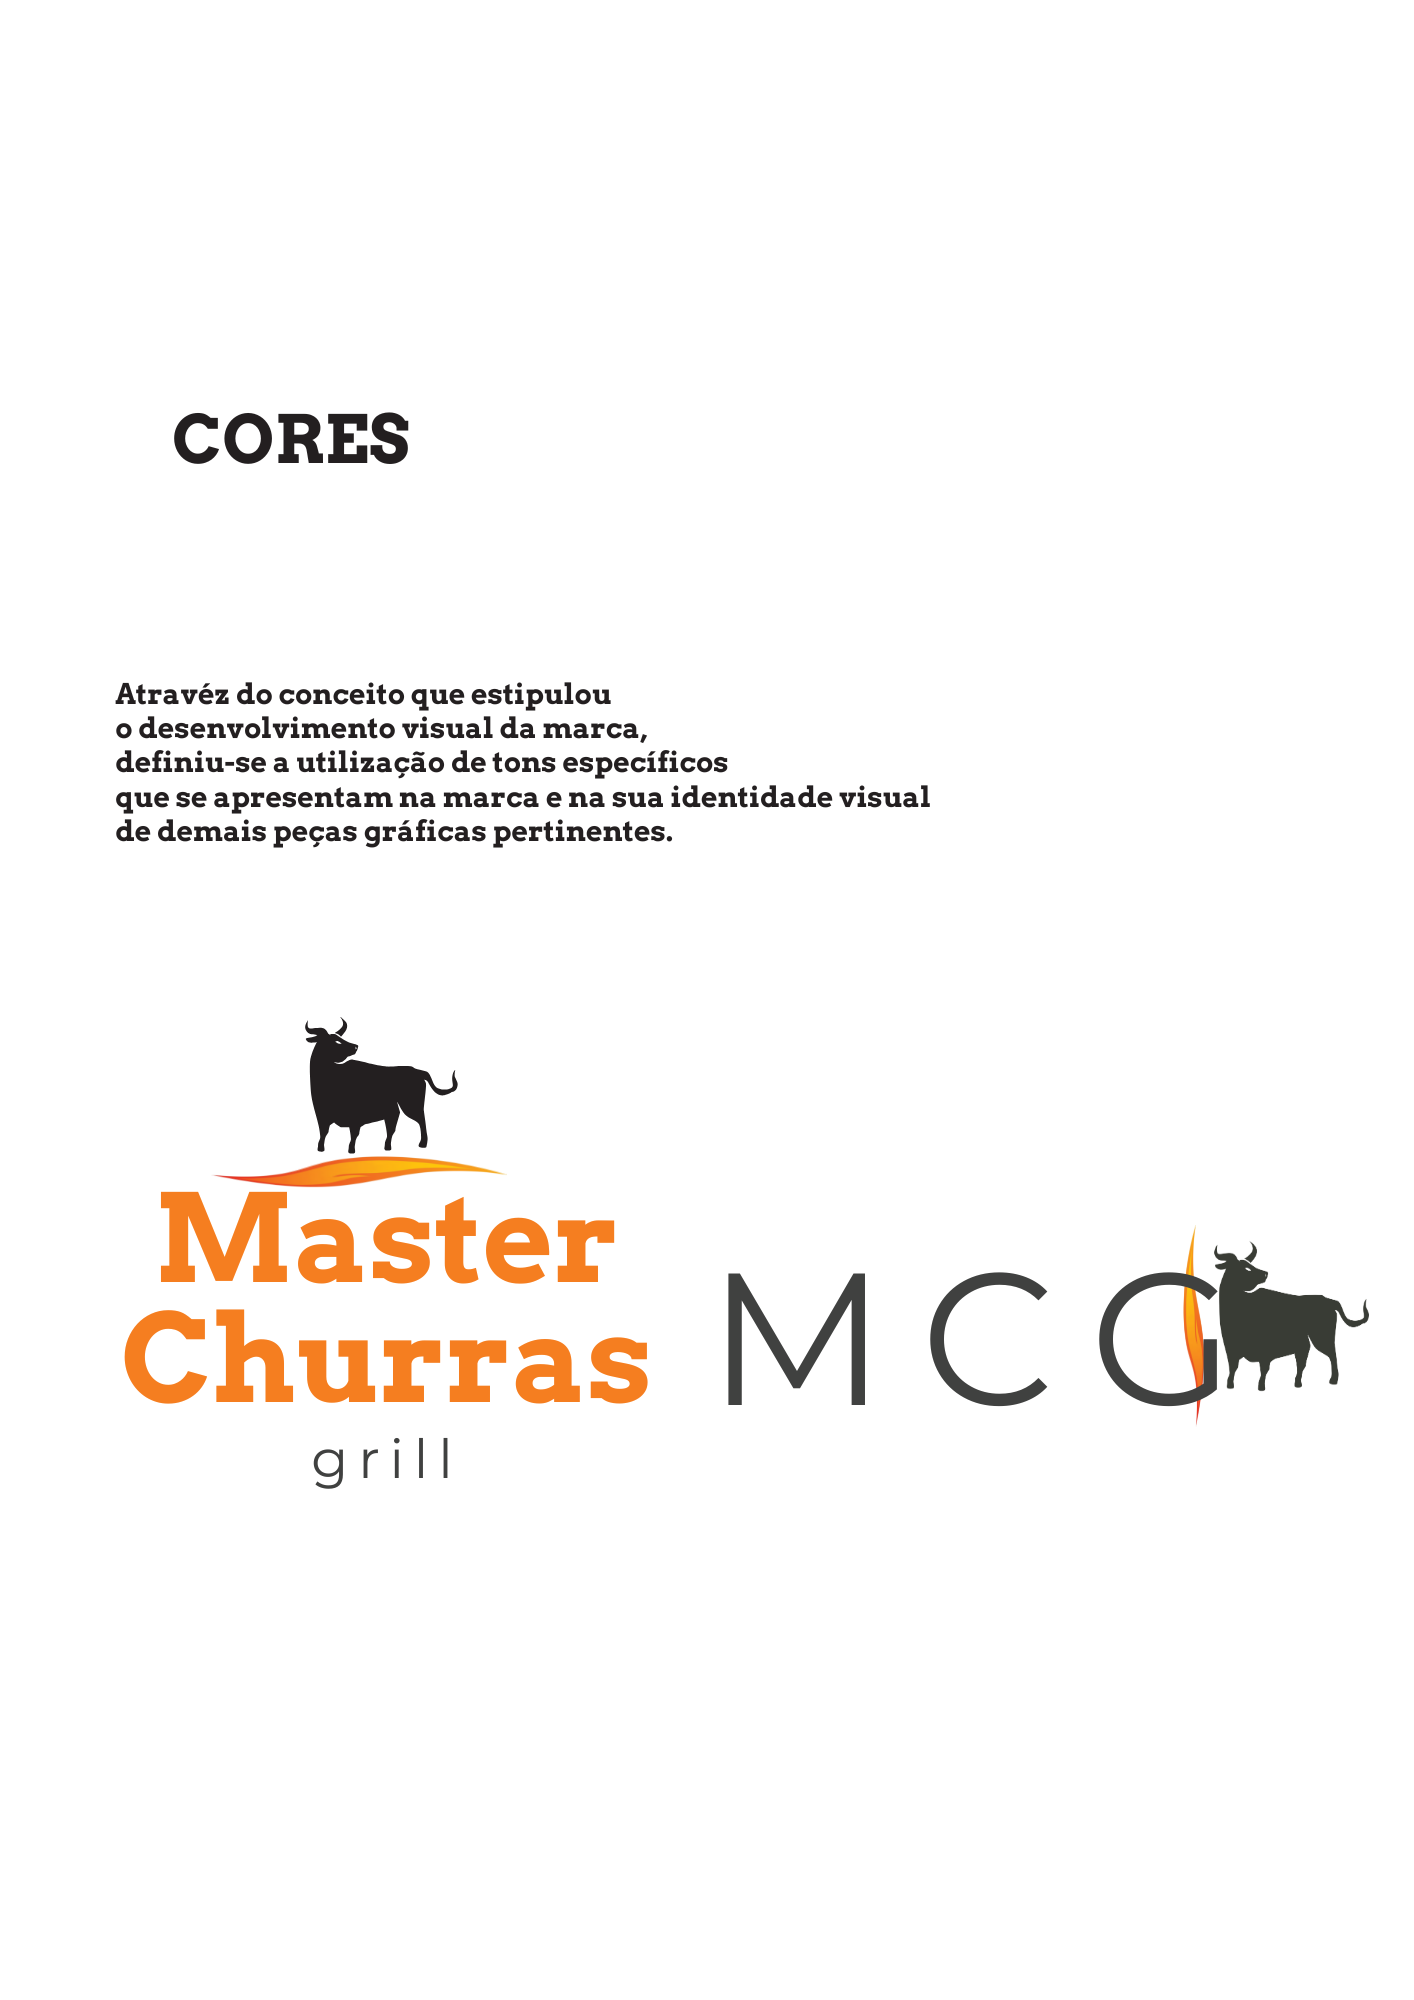 CORES
Atravéz do conceito que estipulou
o desenvolvimento visual da marca,
definiu-se a utilização de tons específicos
que se apresentam na marca e na sua identidade visual
de demais peças gráficas pertinentes.
Master
Churras
grill
MCG